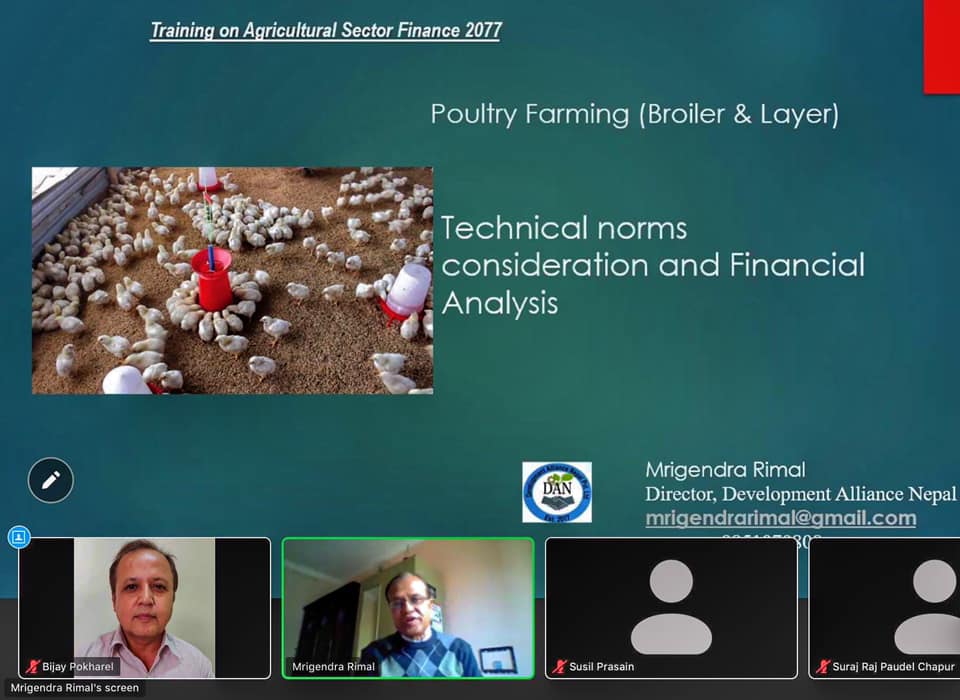 Training on Agricultural Sector Finance 2077
Poultry Farming (Broiler & Layer)
Technical norms
consideration and Financial
Analysis
DAN
Mrigendra Rimal
Director, Development Alliance Nepal
mrigendrarimal@gmail.com
Bijay Pokharel
Mrigendra Rimal
Susil Prasain
Suraj Raj Paudel Chapur
Mrigendra Rimal's screen